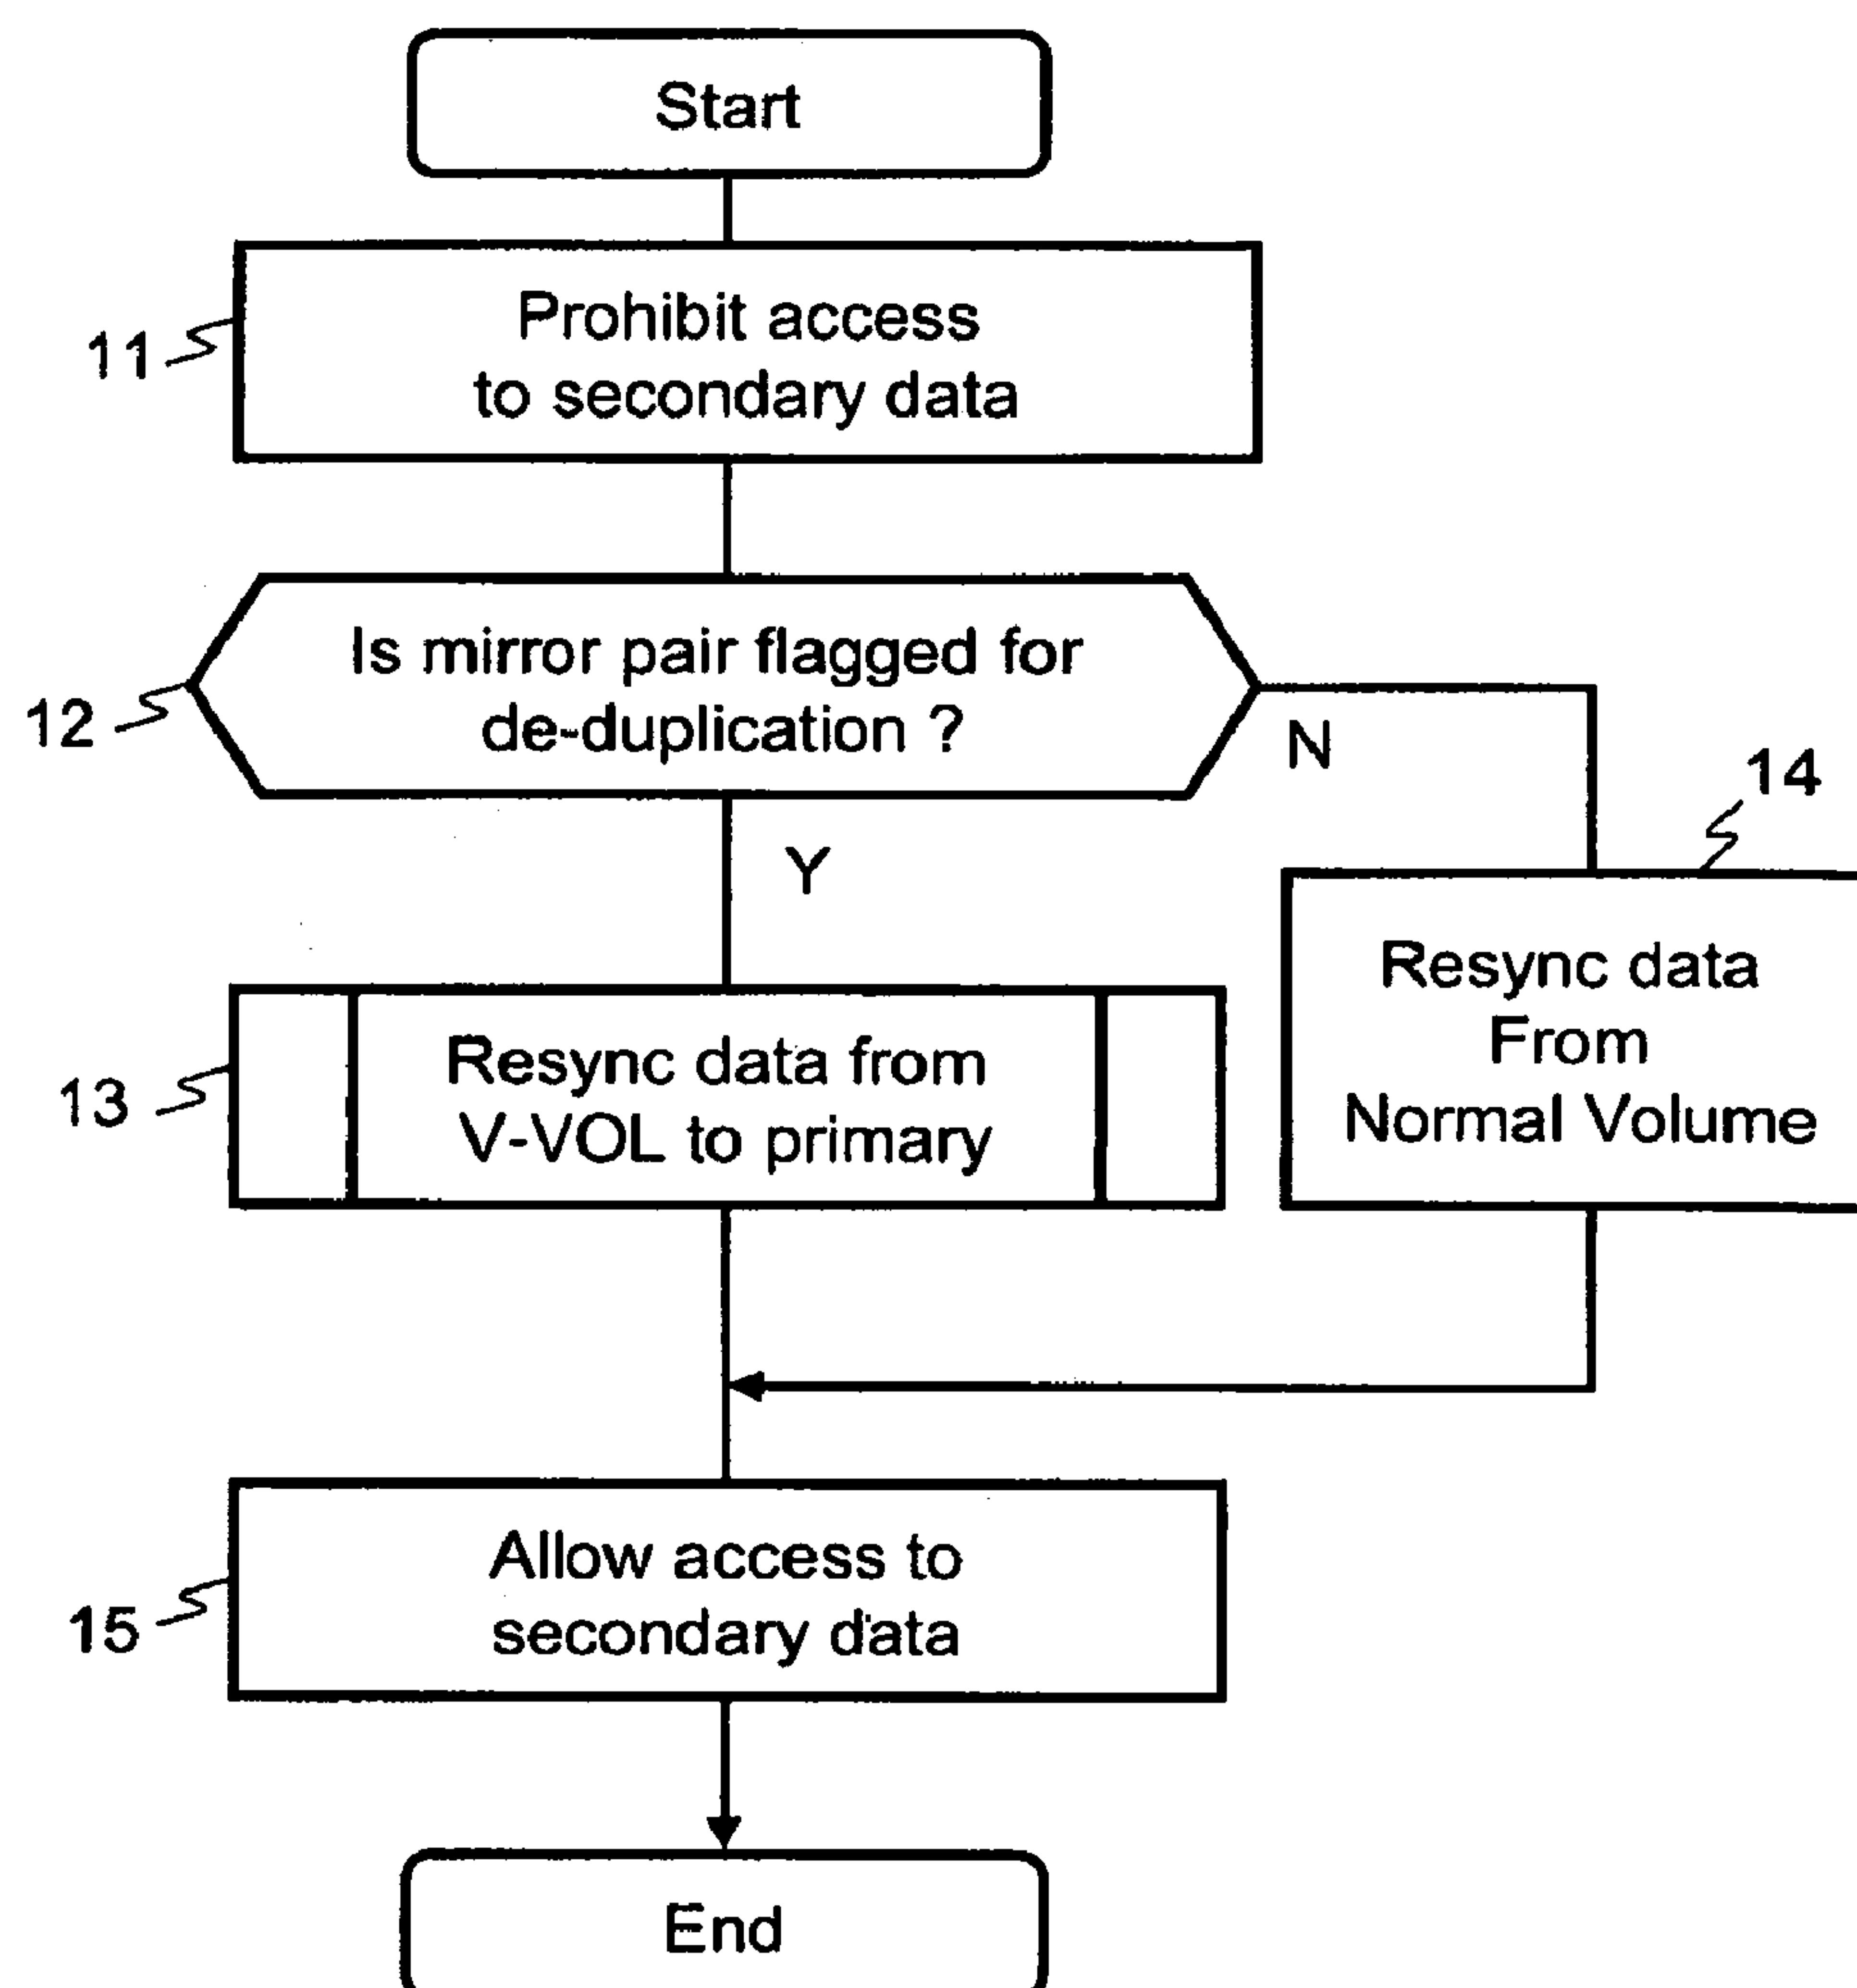 Start
11
Prohibit access
to secondary data
12
Is mirror pair flagged for
de-duplication ?
N
Y
14
Resync data
From
Normal Volume
13
Resync data from
V-VOL to primary
15
Allow access to
secondary data
End